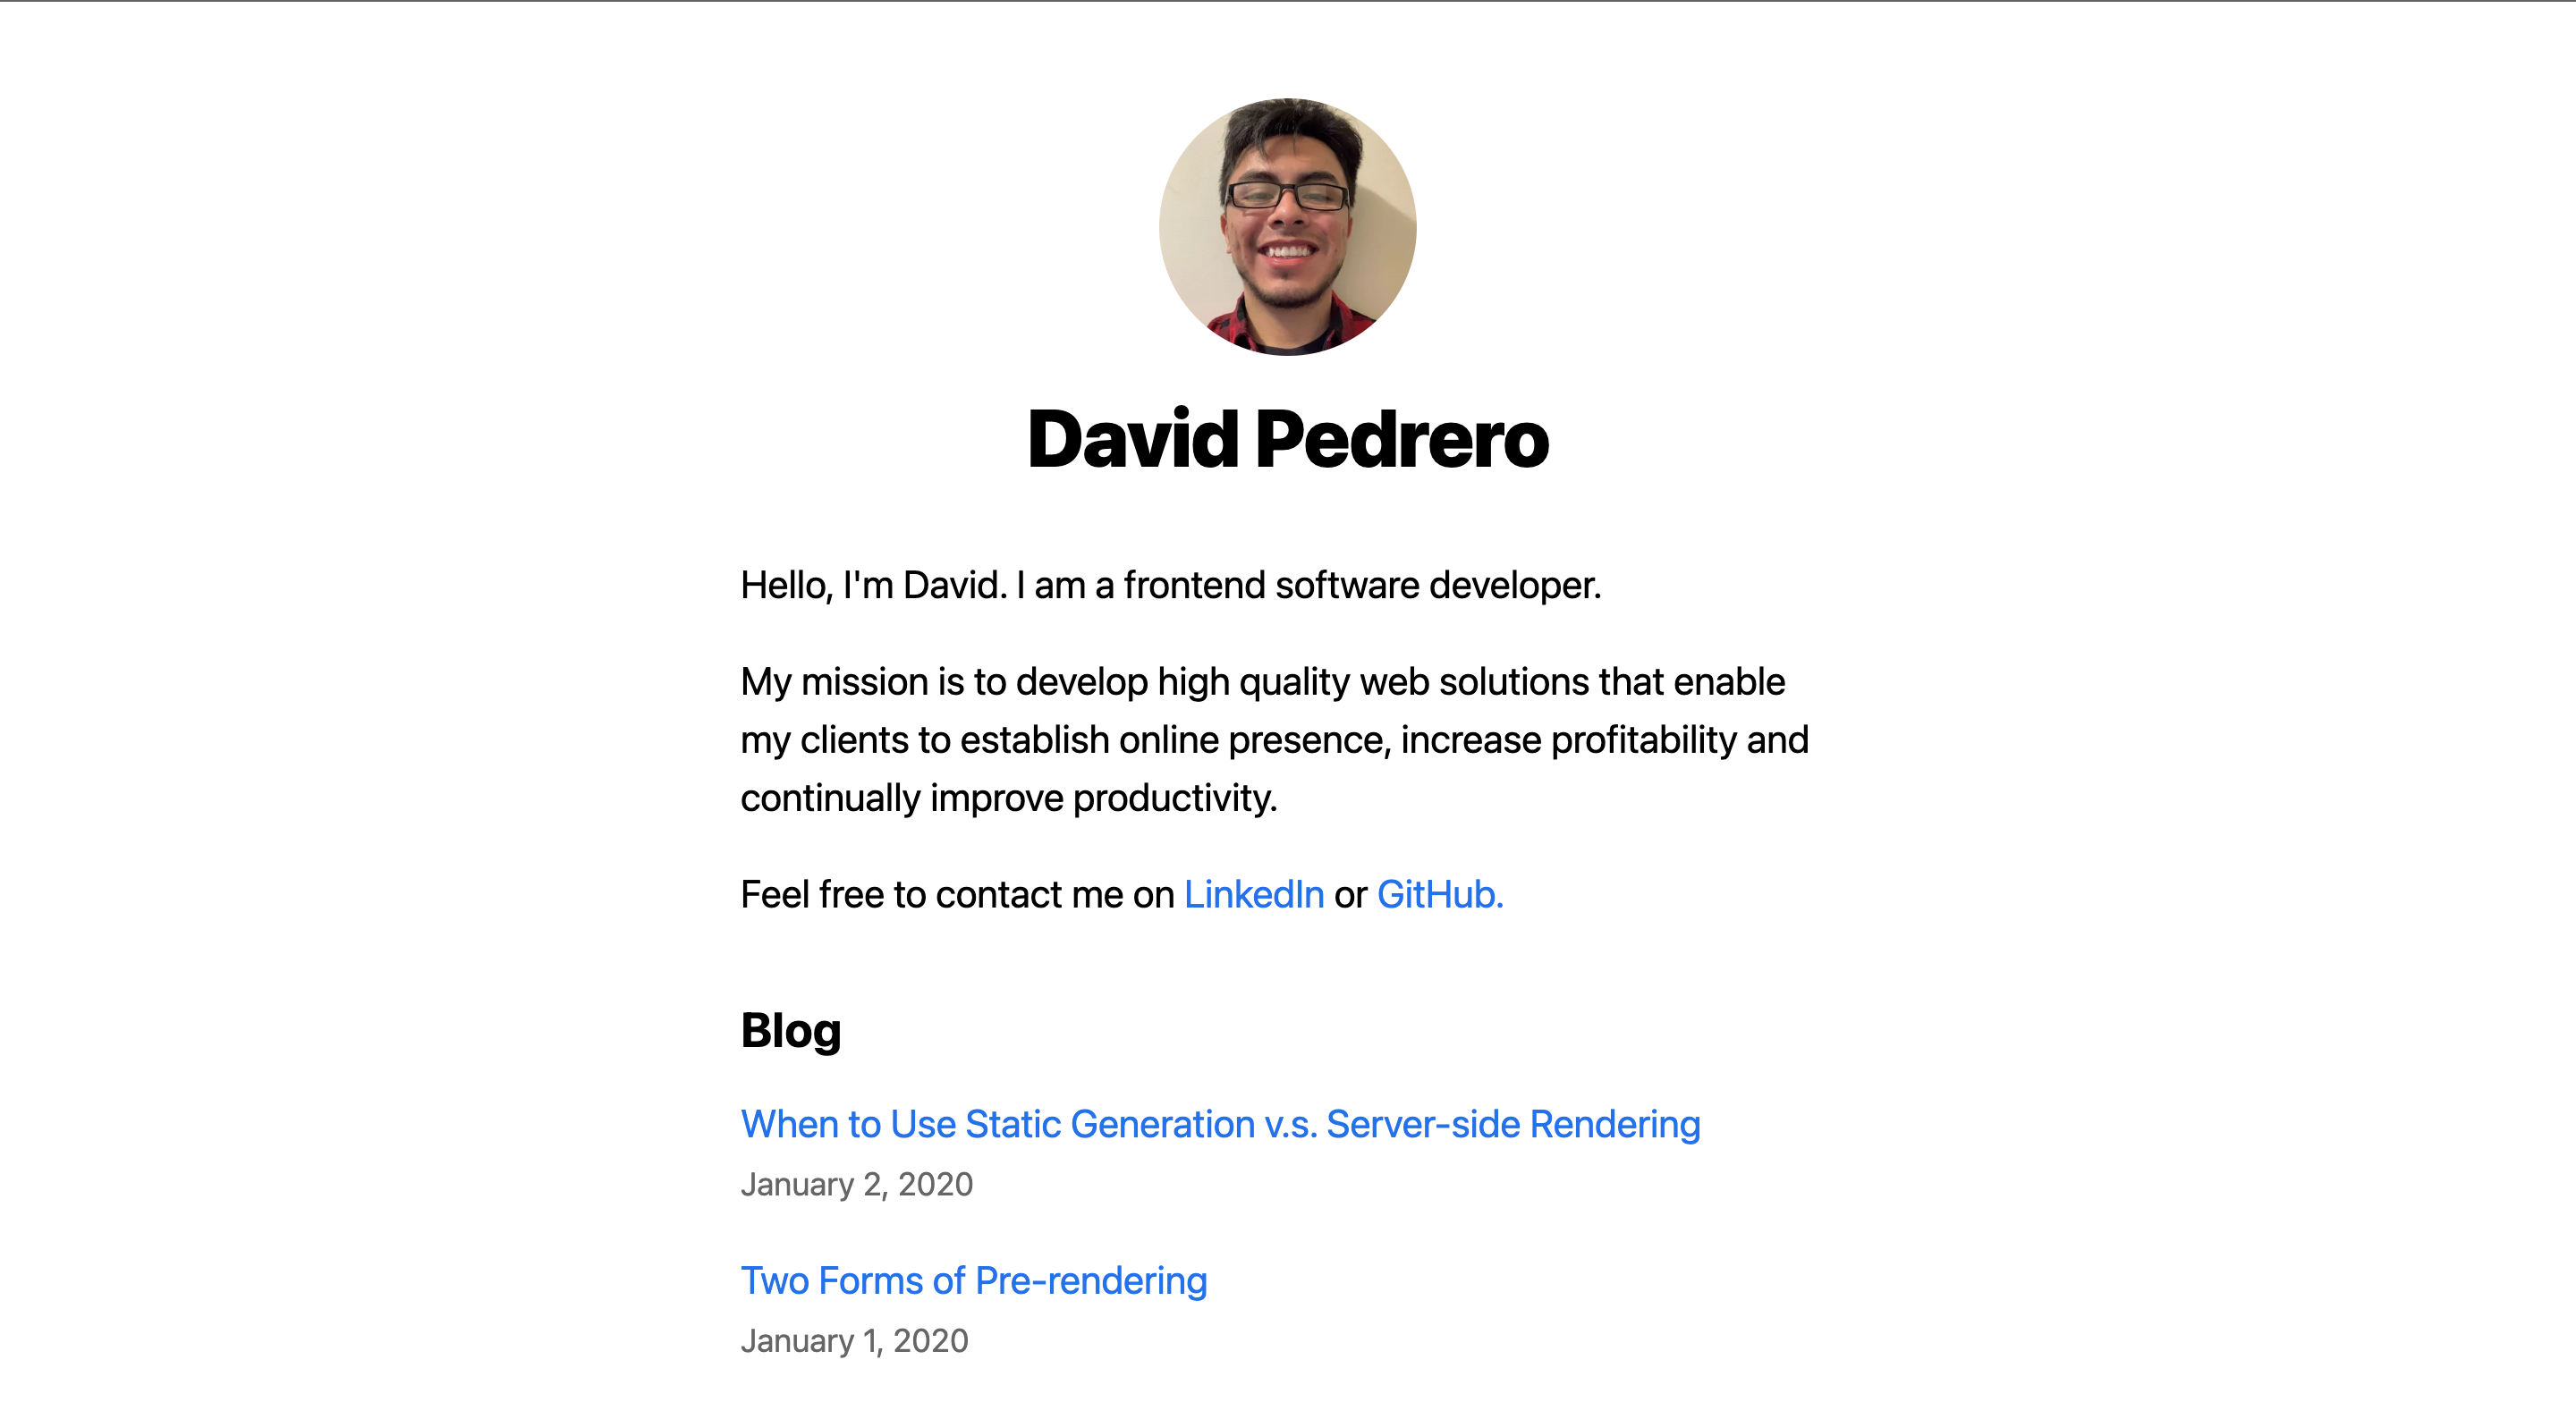 David Pedrero
Hello, I'm David. I am a frontend software developer.
My mission is to develop high quality web solutions that enable
my clients to establish online presence, increase profitability and
continually improve productivity.
Feel free to contact me on LinkedIn or GitHub.
Blog
When to Use Static Generation v.s. Server-side Rendering
January 2, 2020
Two Forms of Pre-rendering
January 1, 2020